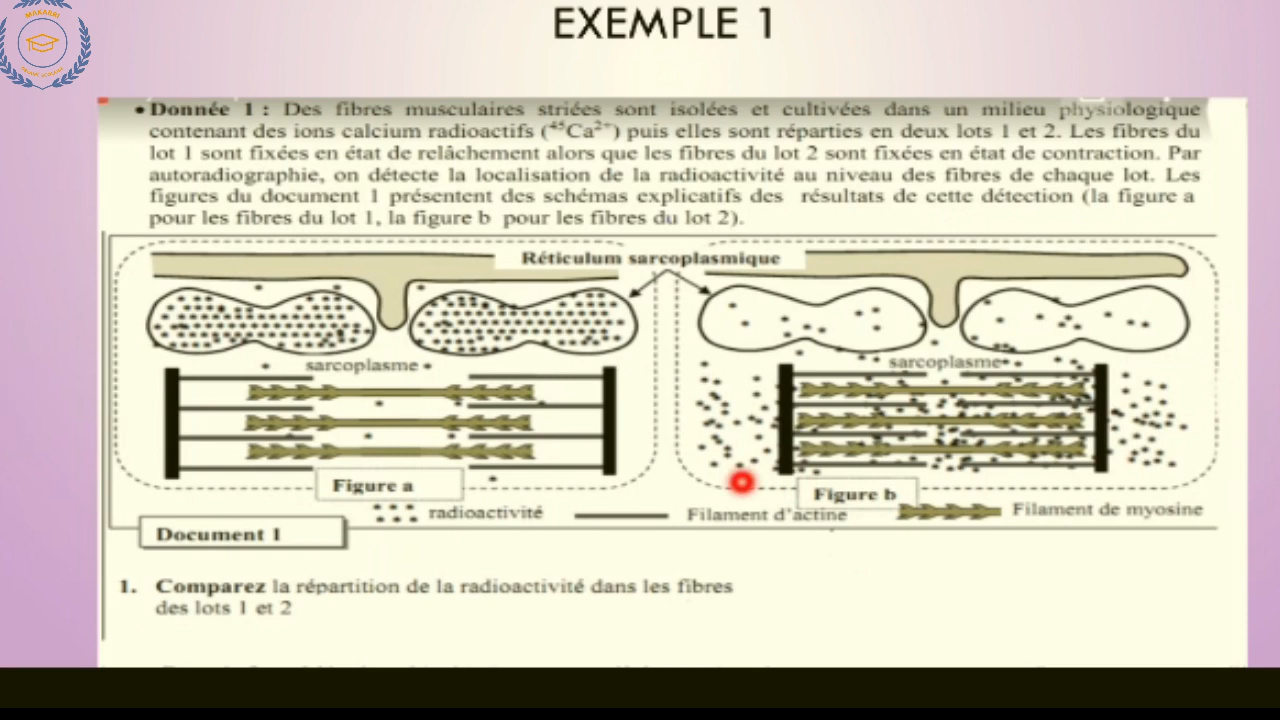 MAKARRI
EXEMPLE 1
• Donnée 1 : Des fibres musculaires striées sont isolées et cultivées dans un milieu physiologique
contenant des ions calcium radioactifs (⁴⁵Ca²⁺) puis elles sont réparties en deux lots 1 et 2. Les fibres du
lot 1 sont fixées en état de relâchement alors que les fibres du lot 2 sont fixées en état de contraction. Par
autoradiographie, on détecte la localisation de la radioactivité au niveau des fibres de chaque lot. Les
figures du document 1 présentent des schémas explicatifs des résultats de cette détection (la figure a
pour les fibres du lot 1, la figure b pour les fibres du lot 2).
Réticulum sarcoplasmique
sarcoplasme
sarcoplasme
Figure a
Figure b
radioactivité
Filament d'actine
Filament de myosine
Document 1
1. Comparez la répartition de la radioactivité dans les fibres
des lots 1 et 2